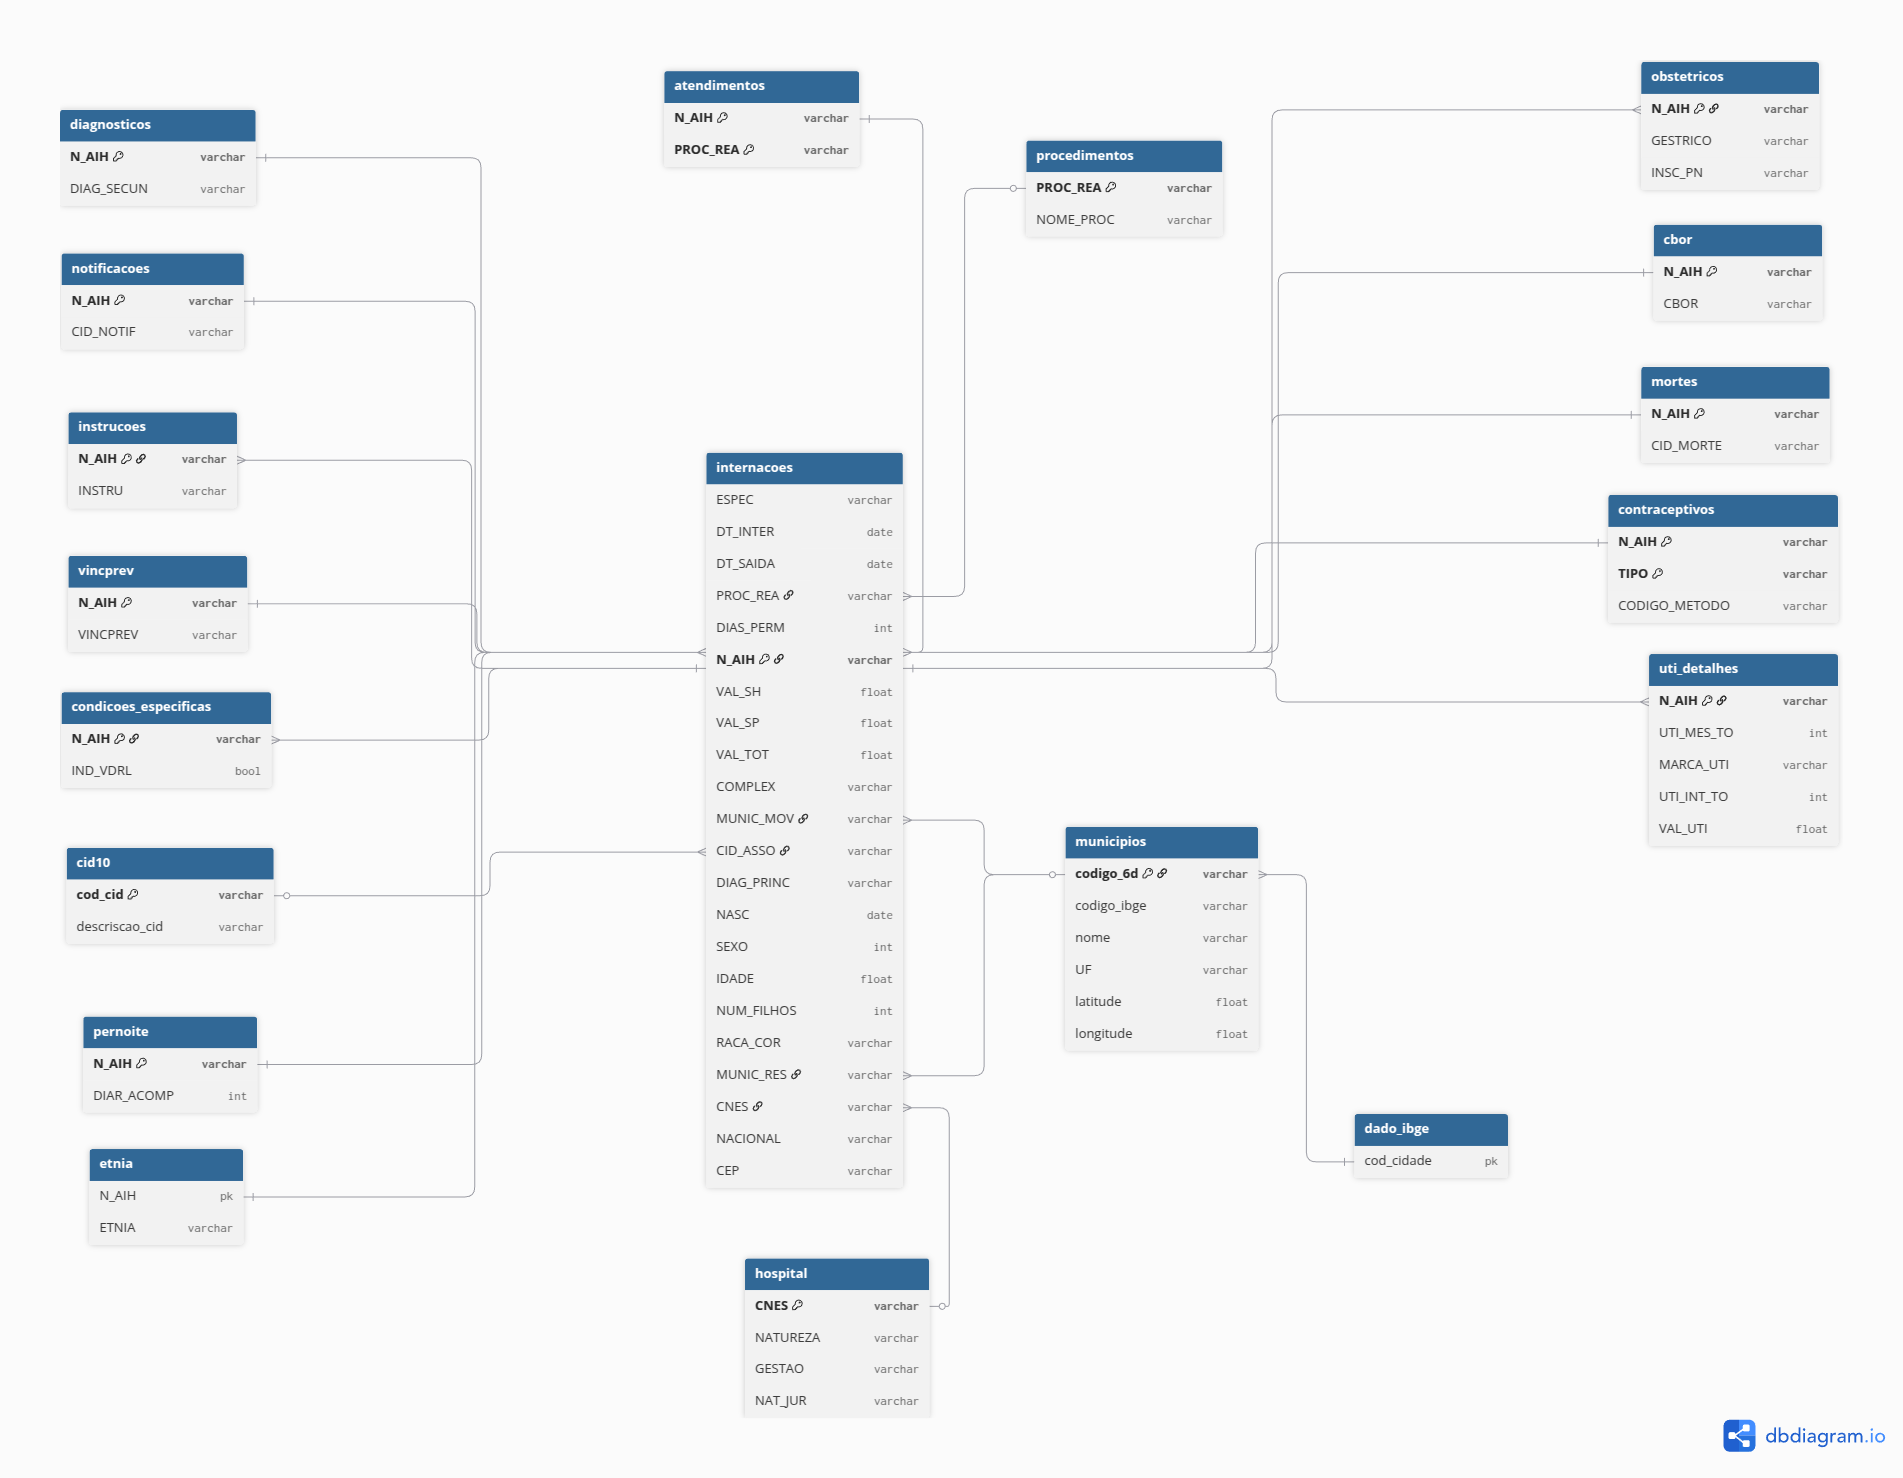 diagnosticos
N_AIH varchar
DIAG_SECUN varchar
notificacoes
N_AIH varchar
CID_NOTIF varchar
instrucoes
N_AIH varchar
INSTRU varchar
vincprev
N_AIH varchar
VINCPREV varchar
condicoes_especificas
N_AIH varchar
IND_VDRL bool
cid10
cod_cid varchar
descriscao_cid varchar
pernoite
N_AIH varchar
DIAR_ACOMP int
etnia
N_AIH pk
ETNIA varchar
atendimentos
N_AIH varchar
PROC_REA varchar
procedimentos
PROC_REA varchar
NOME_PROC varchar
internacoes
ESPEC varchar
DT_INTER date
DT_SAIDA date
PROC_REA varchar
DIAS_PERM int
N_AIH varchar
VAL_SH float
VAL_SP float
VAL_TOT float
COMPLEX varchar
MUNIC_MOV varchar
CID_ASSO varchar
DIAG_PRINC varchar
NASC date
SEXO int
IDADE float
NUM_FILHOS int
RACA_COR varchar
MUNIC_RES varchar
CNES varchar
NACIONAL varchar
CEP varchar
hospital
CNES varchar
NATUREZA varchar
GESTAO varchar
NAT_JUR varchar
municipios
codigo_6d varchar
codigo_ibge varchar
nome varchar
UF varchar
latitude float
longitude float
dado_ibge
cod_cidade pk
obstetricos
N_AIH varchar
GESTRICO varchar
INSC_PN varchar
cbor
N_AIH varchar
CBOR varchar
mortes
N_AIH varchar
CID_MORTE varchar
contraceptivos
N_AIH varchar
TIPO varchar
CODIGO_METODO varchar
uti_detalhes
N_AIH varchar
UTI_MES_TO int
MARCA_UTI varchar
UTI_INT_TO int
VAL_UTI float
dbdiagram.io